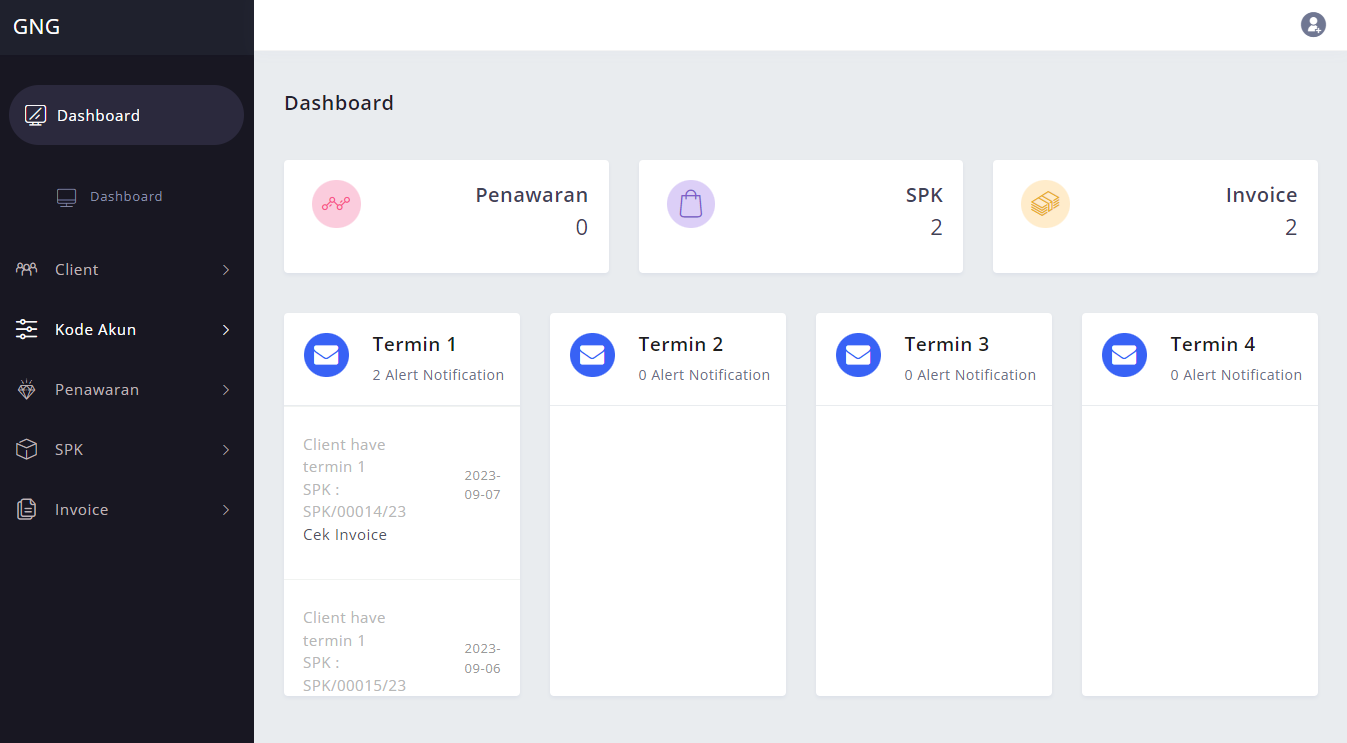 GNG
Dashboard
Dashboard
Client
Kode Akun
Penawaran
SPK
Invoice
Dashboard
Penawaran
0
SPK
2
Invoice
2
Termin 1
2 Alert Notification
Client have
termin 1
SPK :
SPK/00014/23
Cek Invoice
2023-
09-07
Client have
termin 1
SPK :
SPK/00015/23
2023-
09-06
Termin 2
0 Alert Notification
Termin 3
0 Alert Notification
Termin 4
0 Alert Notification